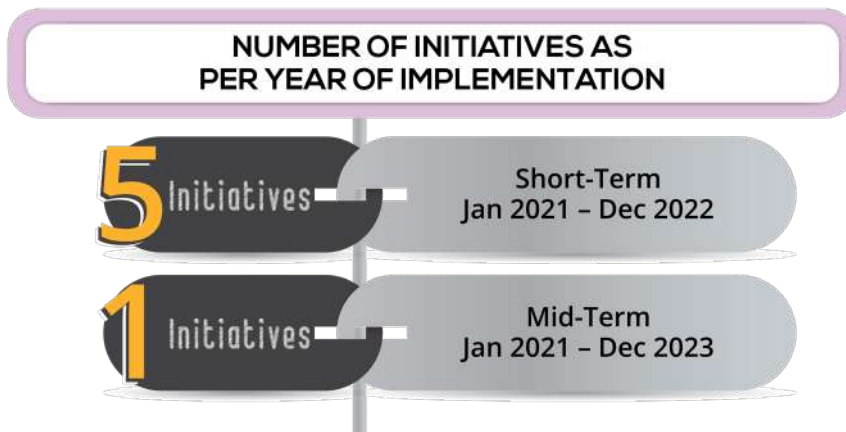 NUMBER OF INITIATIVES AS
PER YEAR OF IMPLEMENTATION
5 Initiatives
Short-Term
Jan 2021 – Dec 2022
1 Initiatives
Mid-Term
Jan 2021 – Dec 2023